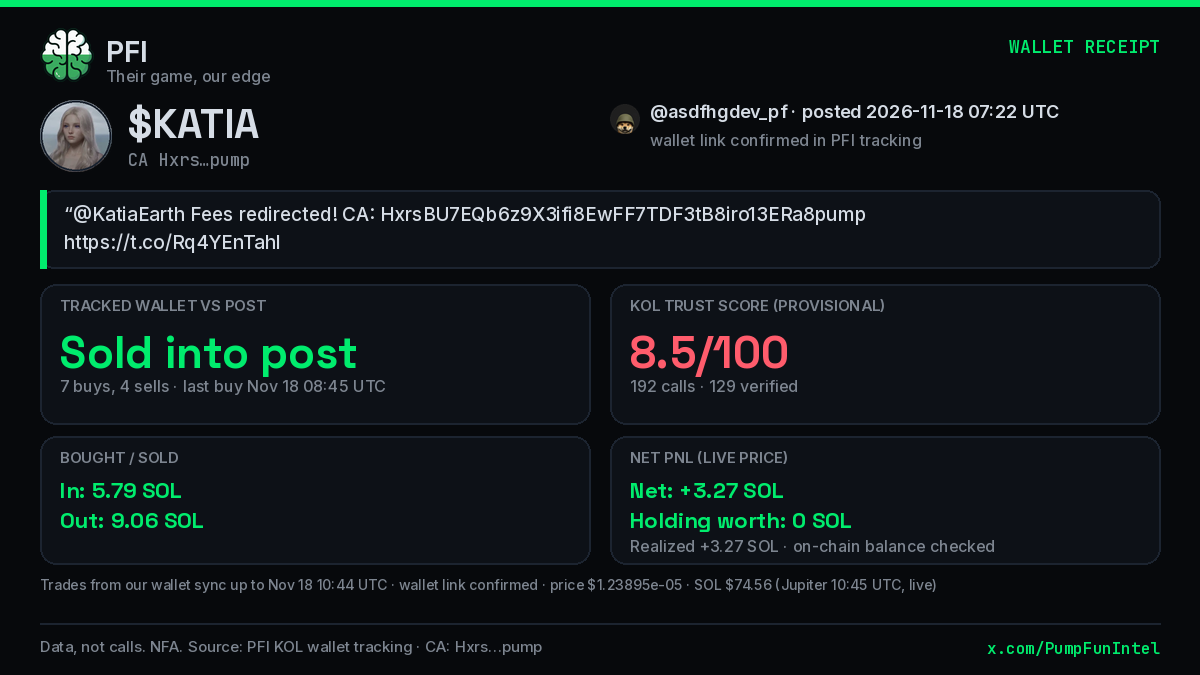 PFI
Their game, our edge
WALLET RECEIPT
$KATIA
CA Hxrs…pump
@asdfhgdev_pf · posted 2026-11-18 07:22 UTC
wallet link confirmed in PFI tracking
“@KatiaEarth Fees redirected! CA: HxrsBU7EQb6z9X3ifi8EwFF7TDF3tB8iro13ERa8pump
https://t.co/Rq4YEnTahI
TRACKED WALLET VS POST
Sold into post
7 buys, 4 sells · last buy Nov 18 08:45 UTC
KOL TRUST SCORE (PROVISIONAL)
8.5/100
192 calls · 129 verified
BOUGHT / SOLD
In: 5.79 SOL
Out: 9.06 SOL
NET PNL (LIVE PRICE)
Net: +3.27 SOL
Holding worth: 0 SOL
Realized +3.27 SOL · on-chain balance checked
Trades from our wallet sync up to Nov 18 10:44 UTC · wallet link confirmed · price $1.23895e-05 · SOL $74.56 (Jupiter 10:45 UTC, live)
Data, not calls. NFA. Source: PFI KOL wallet tracking · CA: Hxrs…pump
x.com/PumpFunIntel